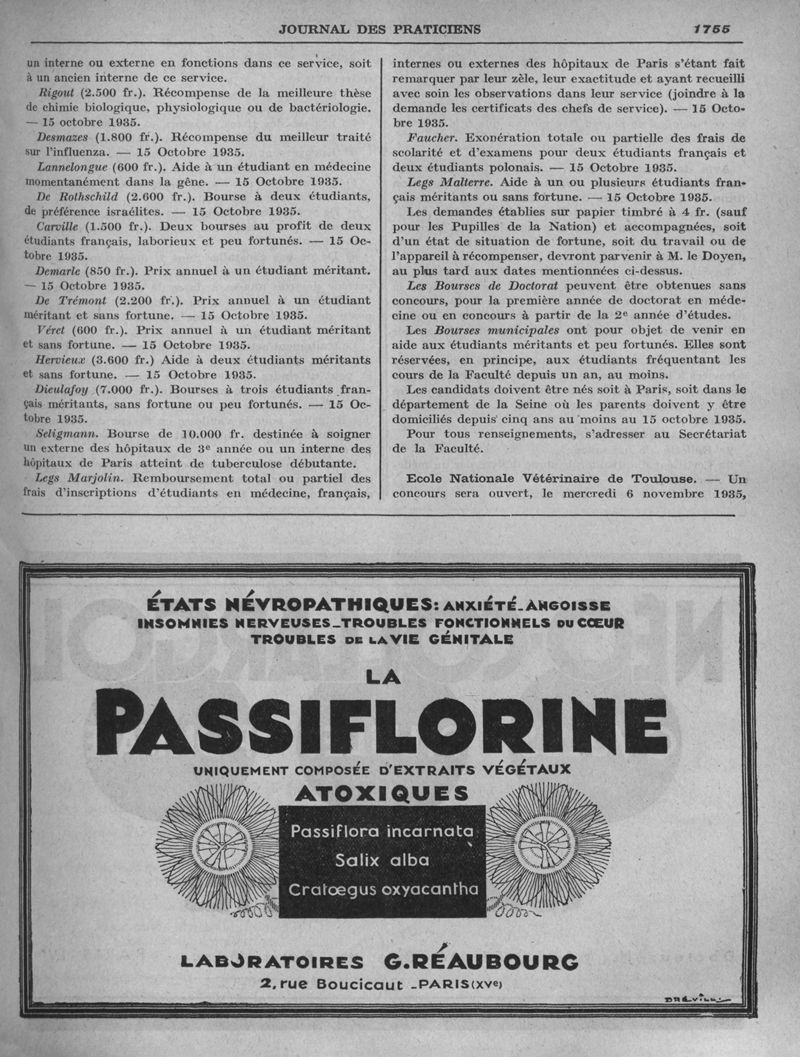 JOURNAL DES PRATICIENS
1755
un interne ou externe en fonctions dans ce service, soit
à un ancien interne de ce service.
Rigout (2.500 fr.). Récompense de la meilleure thèse
de chimie biologique, physiologique ou de bactériologie.
— 15 octobre 1935.
Desmazes (1.800 fr.). Récompense du meilleur traité
sur l'influenza. — 15 Octobre 1935.
Lannelongue (600 fr.). Aide à un étudiant en médecine
momentanément dans la gêne. — 15 Octobre 1935.
De Rothschild (2.600 fr.). Bourse à deux étudiants,
de préférence israélites. — 15 Octobre 1935.
Carville (1.500 fr.). Deux bourses au profit de deux
étudiants français, laborieux et peu fortunés. — 15 Oc-
tobre 1935.
Demarle (850 fr.). Prix annuel à un étudiant méritant.
— 15 Octobre 1935.
De Trémont (2.200 fr.). Prix annuel à un étudiant
méritant et sans fortune. — 15 Octobre 1935.
Véret (600 fr.). Prix annuel à un étudiant méritant
et sans fortune. — 15 Octobre 1935.
Hervieux (3.600 fr.) Aide à deux étudiants méritants
et sans fortune. — 15 Octobre 1935.
Dieulafoy (7.000 fr.). Bourses à trois étudiants fran-
çais méritants, sans fortune ou peu fortunés. — 15 Oc-
tobre 1935.
Seligmann. Bourse de 10.000 fr. destinée à soigner
un externe des hôpitaux de 3e année ou un interne des
hôpitaux de Paris atteint de tuberculose débutante.
Legs Marjolin. Remboursement total ou partiel des
frais d'inscriptions d'étudiants en médecine, français,
internes ou externes des hôpitaux de Paris s'étant fait
remarquer par leur zèle, leur exactitude et ayant recueilli
avec soin les observations dans leur service (joindre à la
demande les certificats des chefs de service). — 15 Octo-
bre 1935.
Faucher. Exonération totale ou partielle des frais de
scolarité et d'examens pour deux étudiants français et
deux étudiants polonais. — 15 Octobre 1935.
Legs Malterre. Aide à un ou plusieurs étudiants fran-
çais méritants ou sans fortune. — 15 Octobre 1935.
Les demandes établies sur papier timbré à 4 fr. (sauf
pour les Pupilles de la Nation) et accompagnées, soit
d'un état de situation de fortune, soit du travail ou de
l'appareil à récompenser, devront parvenir à M. le Doyen,
au plus tard aux dates mentionnées ci-dessus.
Les Bourses de Doctorat peuvent être obtenues sans
concours, pour la première année de doctorat en méde-
cine ou en concours à partir de la 2e année d'études.
Les Bourses municipales ont pour objet de venir en
aide aux étudiants méritants et peu fortunés. Elles sont
réservées, en principe, aux étudiants fréquentant les
cours de la Faculté depuis un an, au moins.
Les candidats doivent être nés soit à Paris, soit dans le
département de la Seine où les parents doivent y être
domiciliés depuis cinq ans au moins au 15 octobre 1935.
Pour tous renseignements, s'adresser au Secrétariat
de la Faculté.
Ecole Nationale Vétérinaire de Toulouse. — Un
concours sera ouvert, le mercredi 6 novembre 1935,
ÉTATS NÉVROPATHIQUES: ANXIÉTÉ-ANGOISSE
INSOMNIES NERVEUSES-TROUBLES FONCTIONNELS DU CŒUR
TROUBLES DE LA VIE GÉNITALE
LA
PASSIFLORINE
UNIQUEMENT COMPOSÉE D'EXTRAITS VÉGÉTAUX
ATOXIQUES
Passiflora incarnata
Salix alba
Cratœgus oxyacantha
LABORATOIRES G.RÉAUBOURG
2, rue Boucicaut - PARIS (XVe)